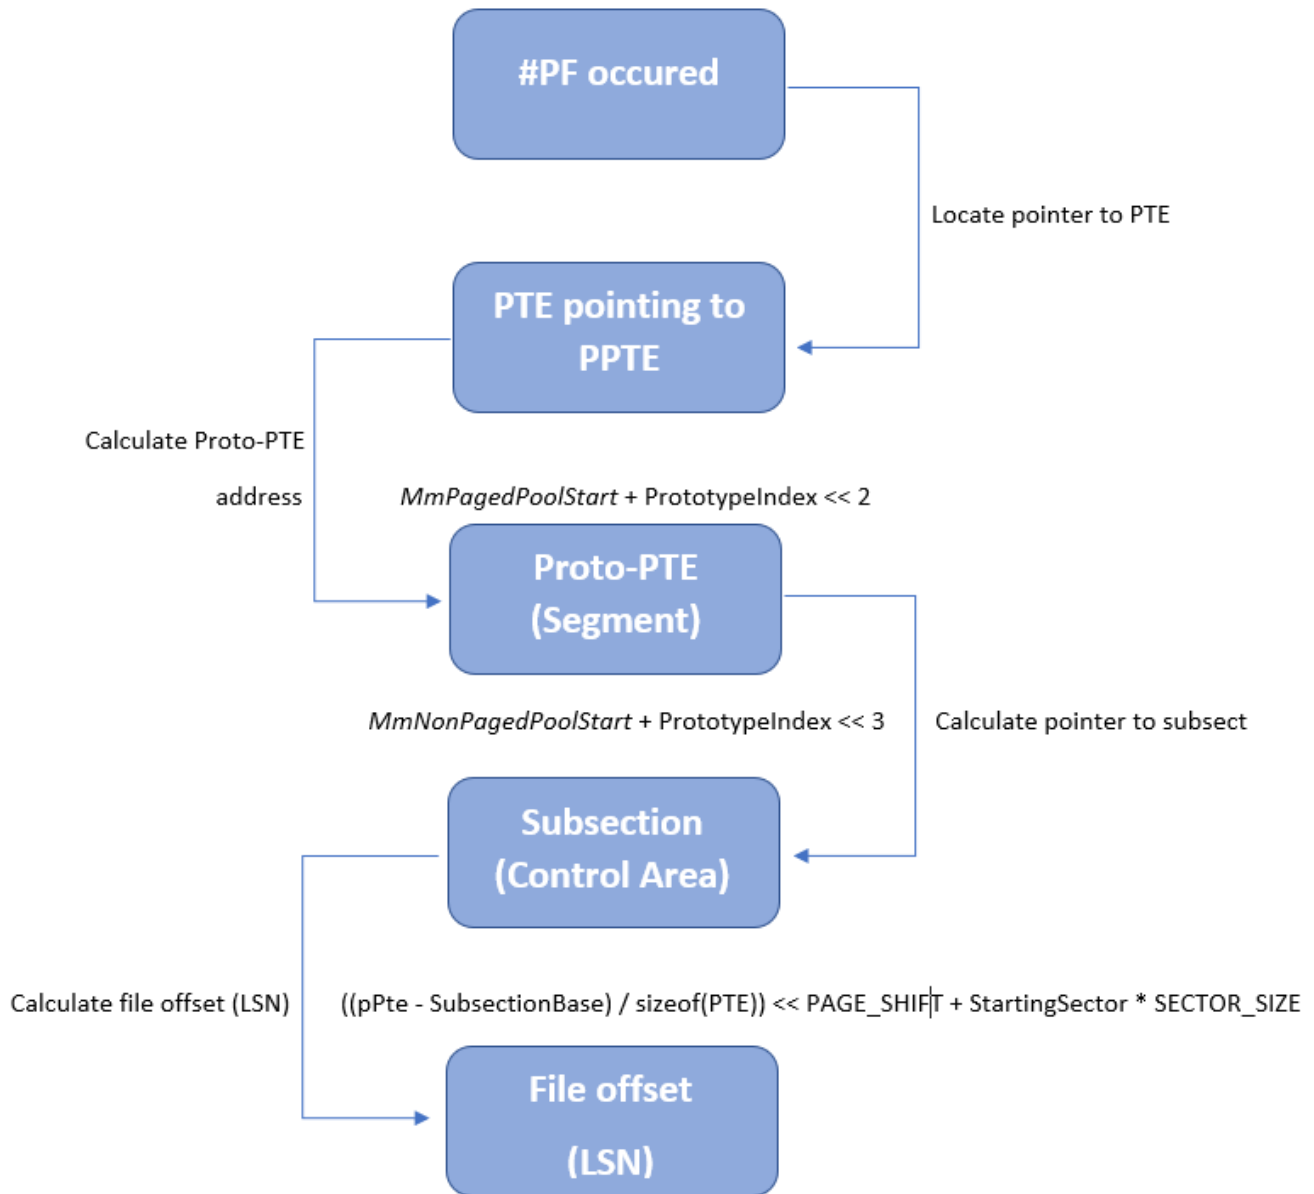 #PF occured
Locate pointer to PTE
PTE pointing to
PPTE
Calculate Proto-PTE
address
MmPagedPoolStart + PrototypeIndex << 2
Proto-PTE
(Segment)
MmNonPagedPoolStart + PrototypeIndex << 3
Calculate pointer to subsect
Subsection
(Control Area)
Calculate file offset (LSN)
((pPte - SubsectionBase) / sizeof(PTE)) << PAGE_SHIFT + StartingSector * SECTOR_SIZE
File offset
(LSN)